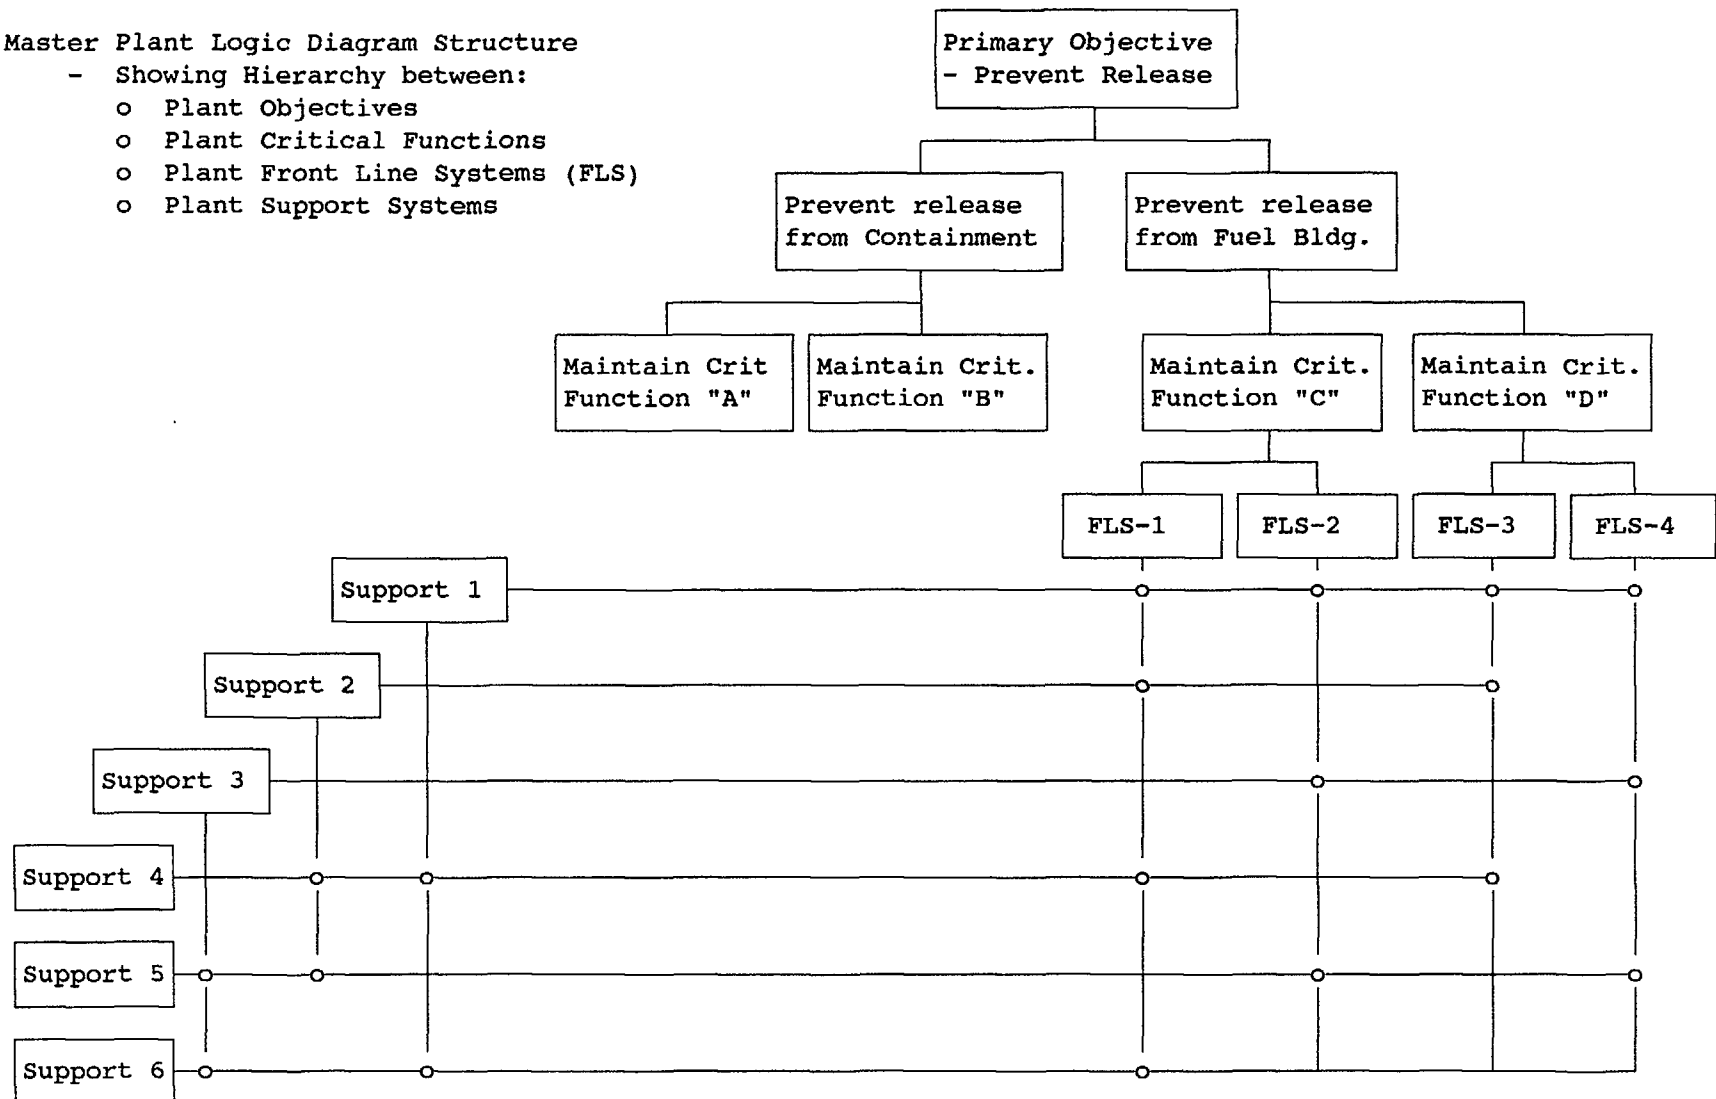 Master Plant Logic Diagram Structure
- Showing Hierarchy between:
o Plant Objectives
o Plant Critical Functions
o Plant Front Line Systems (FLS)
o Plant Support Systems
Primary Objective
- Prevent Release
Prevent release
from Containment
Prevent release
from Fuel Bldg.
Maintain Crit
Function "A"
Maintain Crit.
Function "B"
Maintain Crit.
Function "C"
Maintain Crit.
Function "D"
FLS-1
FLS-2
FLS-3
FLS-4
Support 1
Support 2
Support 3
Support 4
Support 5
Support 6